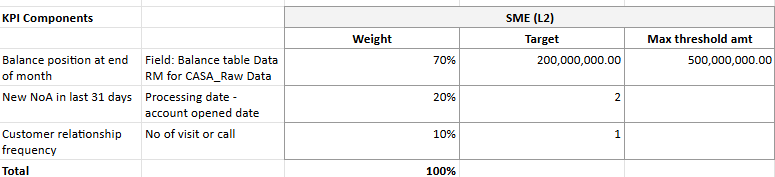 KPI Components SME (L2)
Weight Target Max threshold amt
Balance position at end Field: Balance table Data 70% 200,000,000.00 500,000,000.00
of month RM for CASA_Raw Data
New NoA in last 31 days Processing date - 20% 2
account opened date
Customer relationship No of visit or call 10% 1
frequency
Total 100%